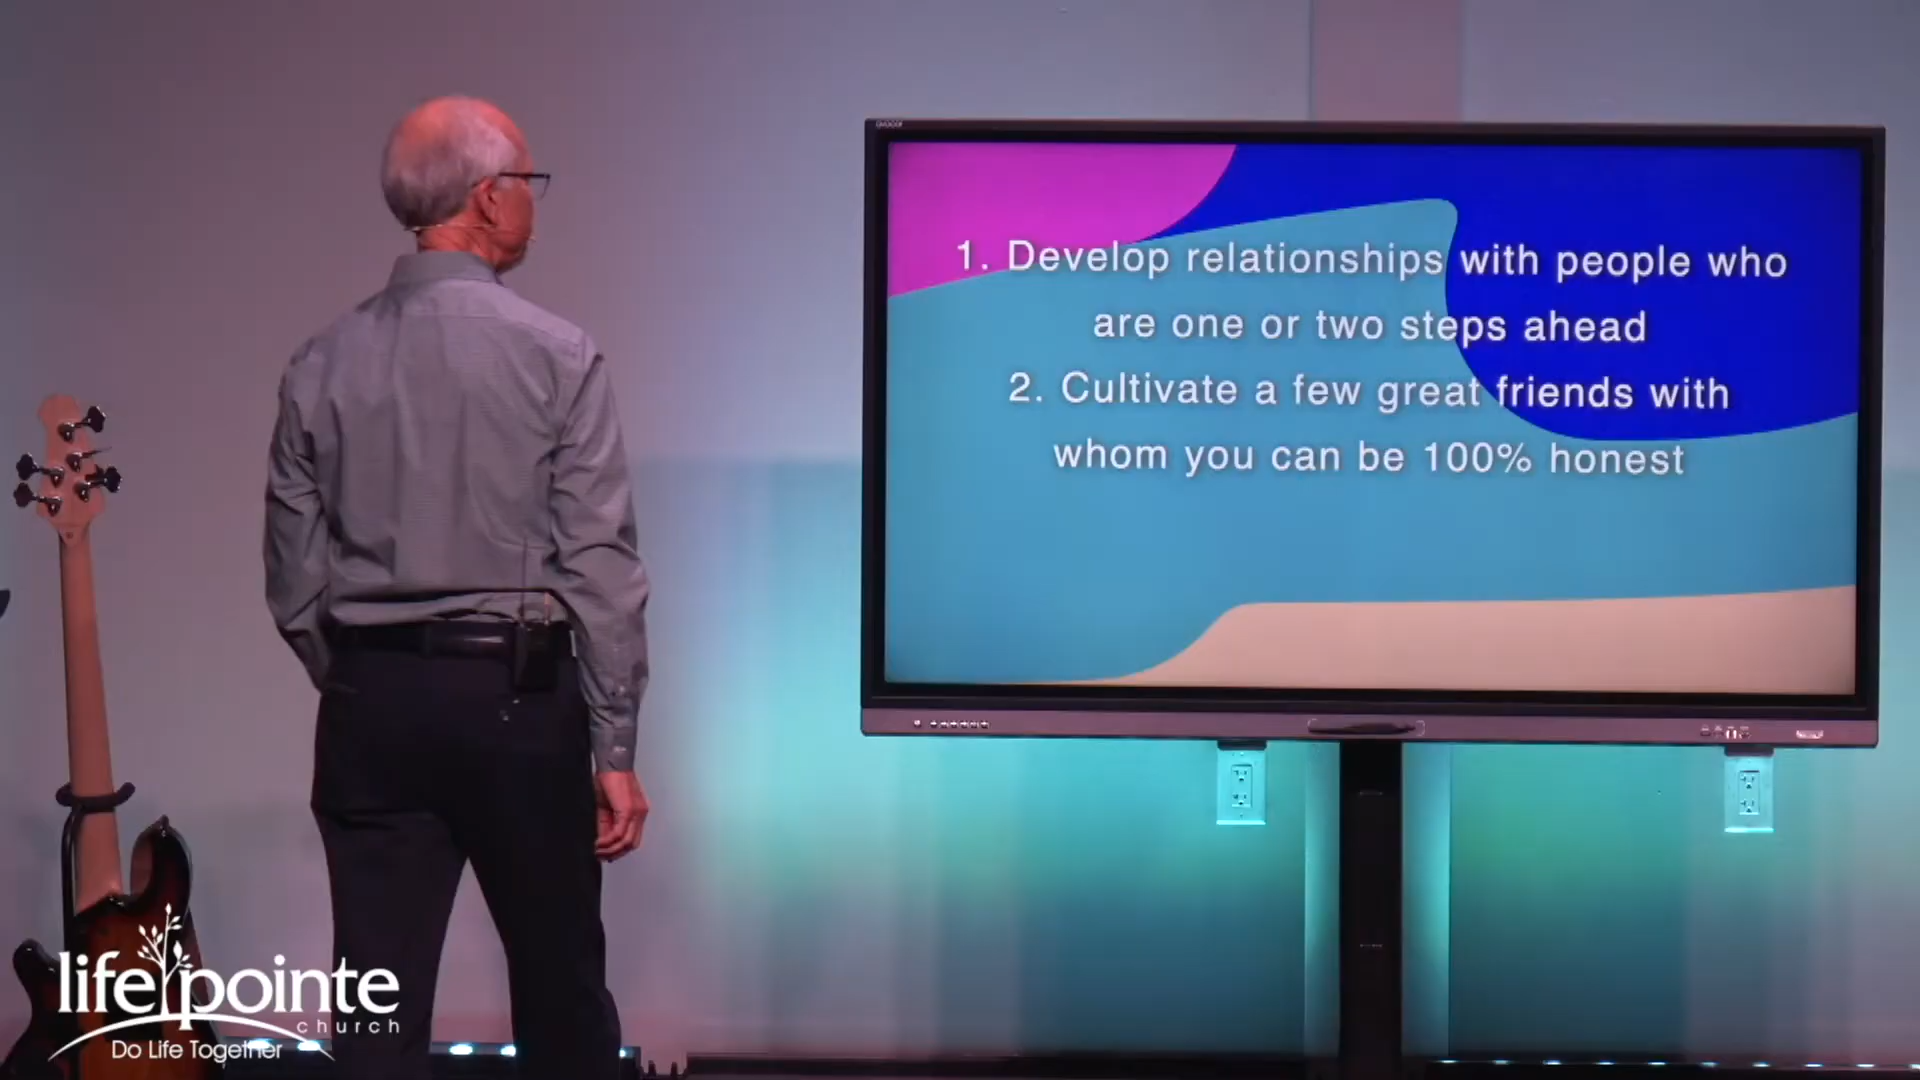 1. Develop relationships with people who
are one or two steps ahead
2. Cultivate a few great friends with
whom you can be 100% honest
life pointe
church
Do Life Together